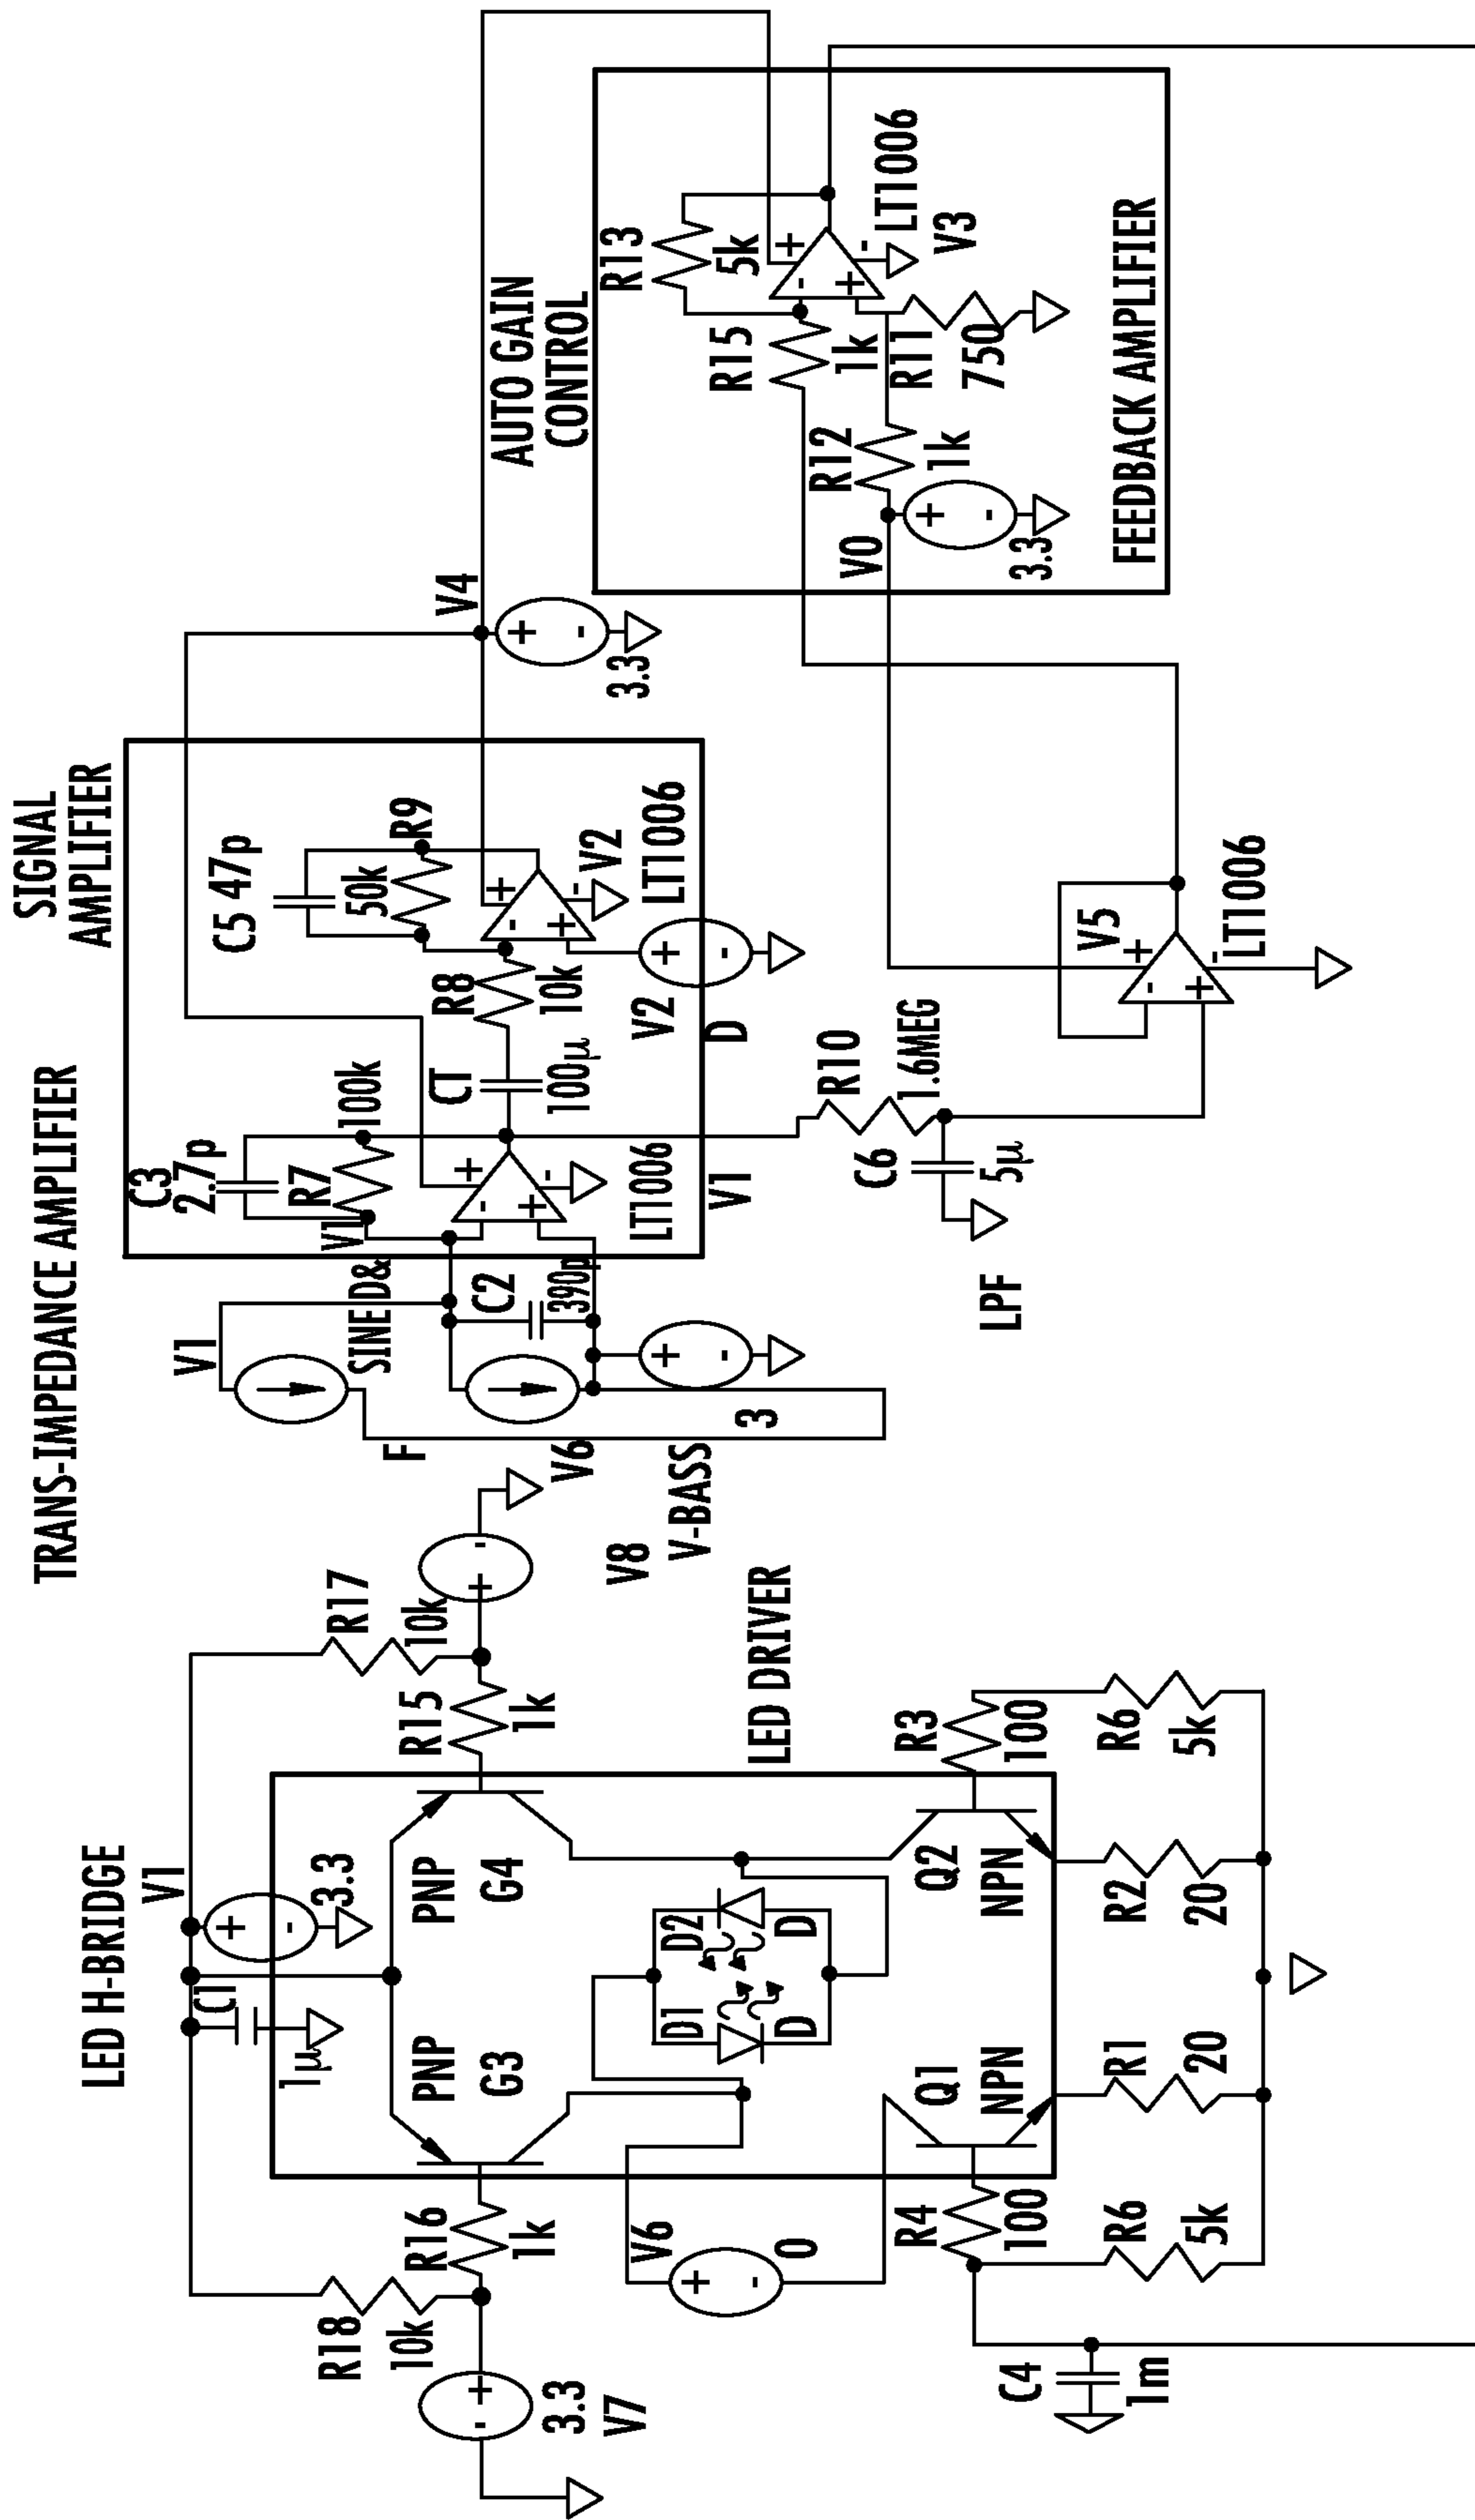 LED H-BRIDGE
V1
3.3
C1
1µ
R18
10k
3.3
V7
R16
1k
PNP
G3
PNP
G4
R15
1k
R17
10k
V6
V6
0
D1
D
D2
D
LED DRIVER
R4
100
Q1
NPN
Q2
NPN
R3
100
C4
1m
R6
5k
R1
20
R2
20
R6
5k
TRANS-IMPEDANCE AMPLIFIER
SIGNAL
AMPLIFIER
V1
F
SINE D&
V1
C3
2.7p
R7
100k
C2
390p
V8
V-BASS
3
LT1006
V1
CT
100µ
R8
10k
C5 47p
50k
R9
V2
LT1006
V2
D
V4
3.3
AUTO GAIN
CONTROL
LPF
C6
5µ
R10
1.6MEG
V5
LT1006
V0
3.3
R12
1k
R15
1k
R11
750
R13
5k
LT1006
V3
FEEDBACK AMPLIFIER